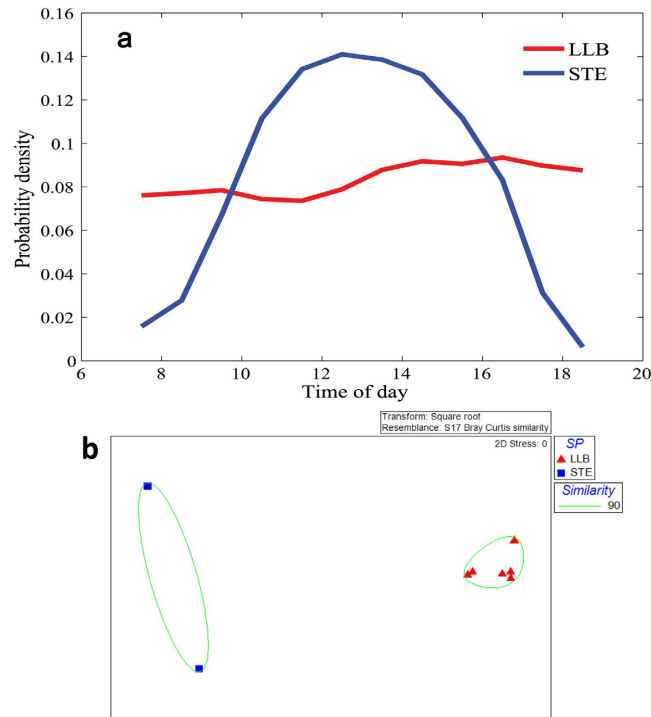 a
LLB
STE
0.16
0.14
0.12
0.1
0.08
0.06
0.04
0.02
0
Probability density
6
8
10
12
14
16
18
20
Time of day
b
Transform: Square root
Resemblance: S17 Bray Curtis similarity
2D Stress: 0
SP
LLB
STE
Similarity
90